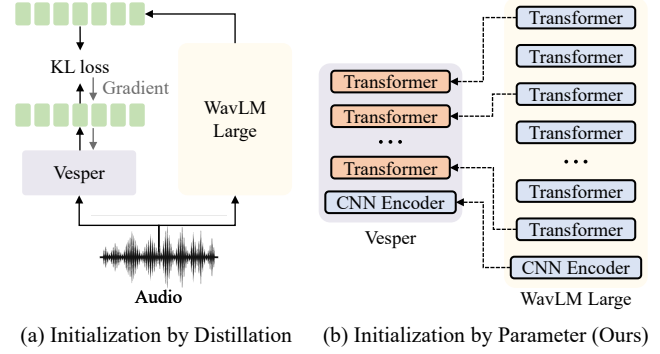 KL loss
Gradient
WavLM
Large
Vesper
Audio
(a) Initialization by Distillation
Transformer
Transformer
• • •
Transformer
CNN Encoder
Vesper
Transformer
Transformer
Transformer
Transformer
• • •
Transformer
Transformer
CNN Encoder
WavLM Large
(b) Initialization by Parameter (Ours)